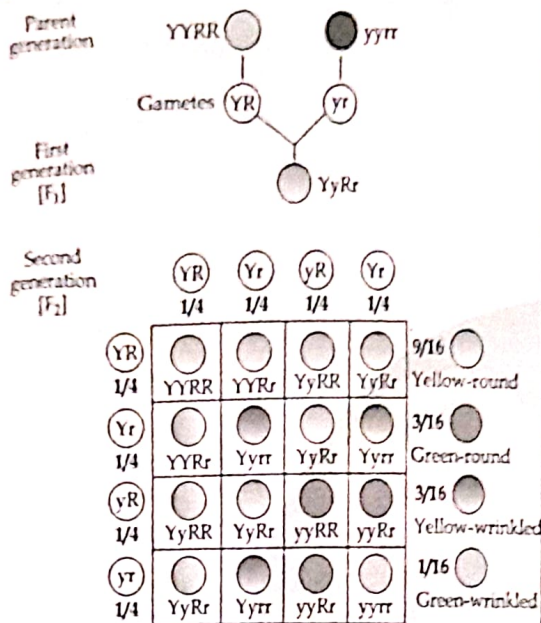 Parent generation
YYRR
yyrr
Gametes
YR
yr
First generation [F₁]
YyRr
Second generation [F₂]
YR Yr yR Yr
1/4 1/4 1/4 1/4
YR 1/4
YYRR YYRr YyRR YyRr
9/16 Yellow-round
Yr 1/4
YYRr Yyrr YyRr Yyrr
3/16 Green-round
yR 1/4
YyRR YyRr yyRR yyRr
3/16 Yellow-wrinkled
yr 1/4
YyRr Yyrr yyRr yyrr
1/16 Green-wrinkled